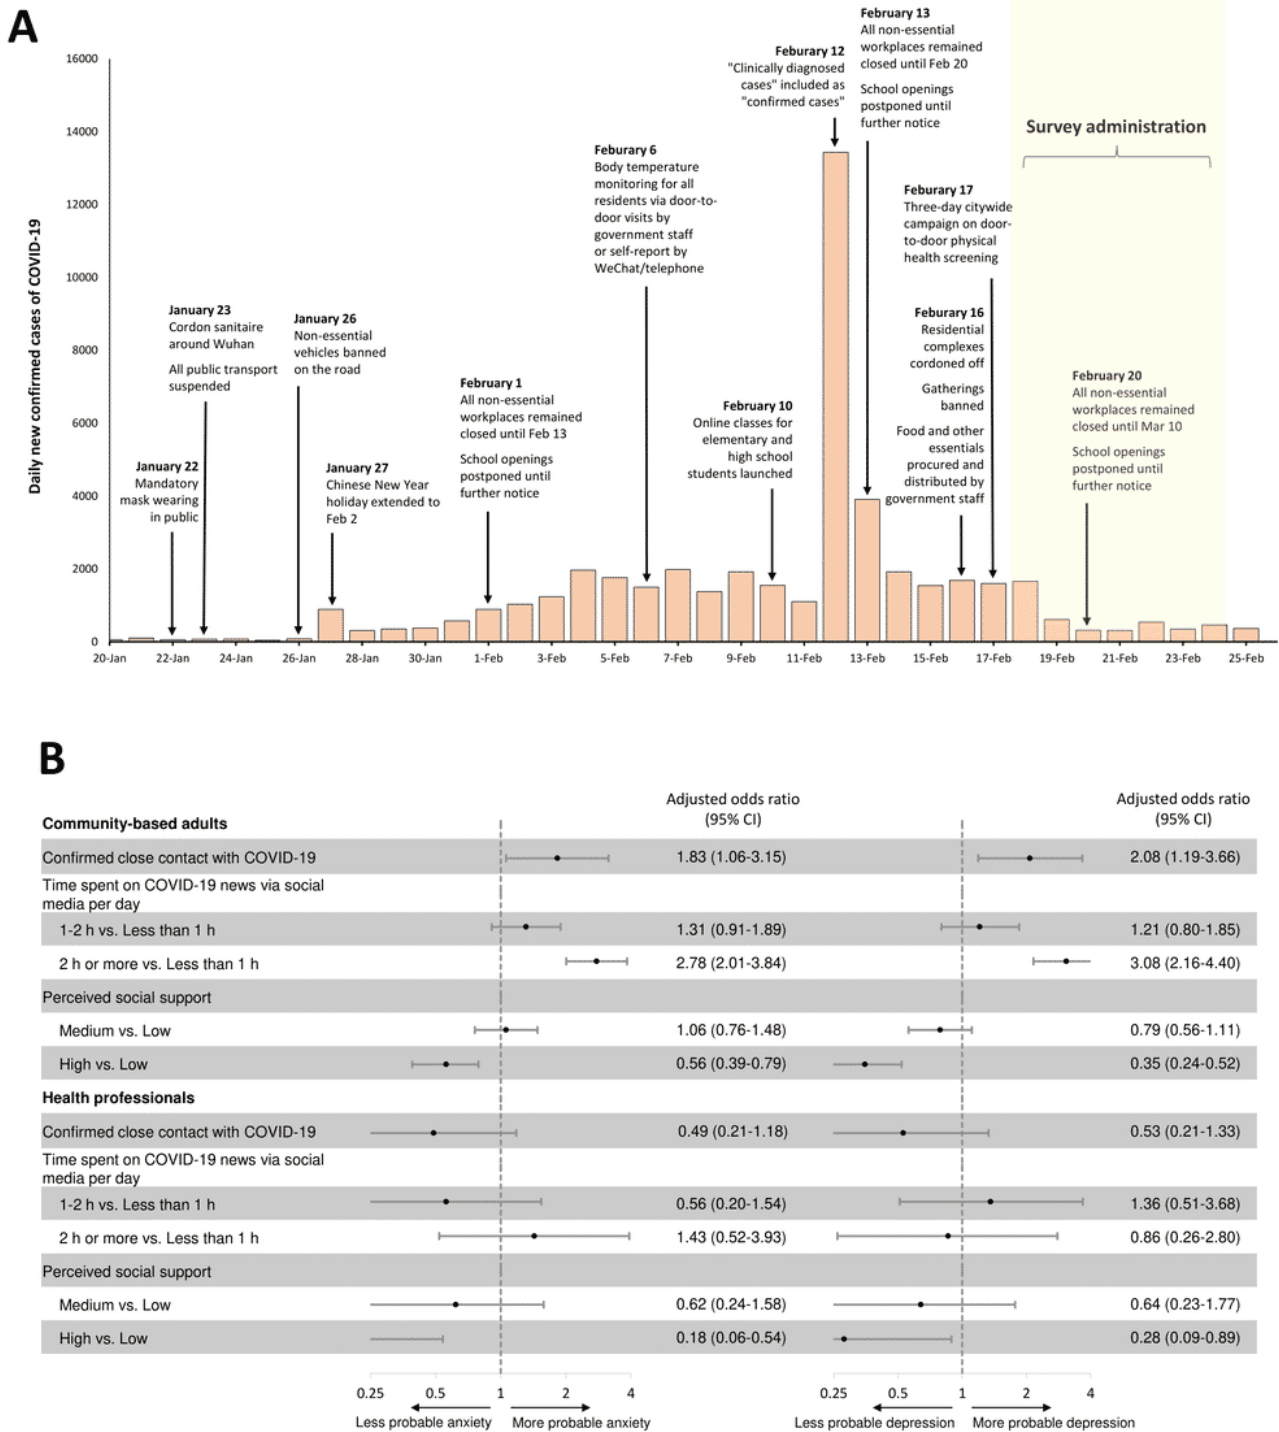 A
Daily new confirmed cases of COVID-19
16000
14000
12000
10000
8000
6000
4000
2000
0
20-Jan
22-Jan
24-Jan
26-Jan
28-Jan
30-Jan
1-Feb
3-Feb
5-Feb
7-Feb
9-Feb
11-Feb
13-Feb
15-Feb
17-Feb
19-Feb
21-Feb
23-Feb
25-Feb
January 22
Mandatory
mask wearing
in public
January 23
Cordon sanitaire
around Wuhan
All public transport
suspended
January 26
Non-essential
vehicles banned
on the road
January 27
Chinese New Year
holiday extended to
Feb 2
February 1
All non-essential
workplaces remained
closed until Feb 13
School openings
postponed until
further notice
Feburary 6
Body temperature
monitoring for all
residents via door-to-
door visits by
government staff
or self-report by
WeChat/telephone
February 10
Online classes for
elementary and
high school
students launched
Feburary 12
"Clinically diagnosed
cases" included as
"confirmed cases"
February 13
All non-essential
workplaces remained
closed until Feb 20
School openings
postponed until
further notice
Feburary 16
Residential
complexes
cordoned off
Gatherings
banned
Food and other
essentials
procured and
distributed by
government staff
Feburary 17
Three-day citywide
campaign on door-
to-door physical
health screening
Survey administration
February 20
All non-essential
workplaces remained
closed until Mar 10
School openings
postponed until
further notice
B
Adjusted odds ratio
(95% CI)
Adjusted odds ratio
(95% CI)
Community-based adults
Confirmed close contact with COVID-19 1.83 (1.06-3.15) 2.08 (1.19-3.66)
Time spent on COVID-19 news via social
media per day
1-2 h vs. Less than 1 h 1.31 (0.91-1.89) 1.21 (0.80-1.85)
2 h or more vs. Less than 1 h 2.78 (2.01-3.84) 3.08 (2.16-4.40)
Perceived social support
Medium vs. Low 1.06 (0.76-1.48) 0.79 (0.56-1.11)
High vs. Low 0.56 (0.39-0.79) 0.35 (0.24-0.52)
Health professionals
Confirmed close contact with COVID-19 0.49 (0.21-1.18) 0.53 (0.21-1.33)
Time spent on COVID-19 news via social
media per day
1-2 h vs. Less than 1 h 0.56 (0.20-1.54) 1.36 (0.51-3.68)
2 h or more vs. Less than 1 h 1.43 (0.52-3.93) 0.86 (0.26-2.80)
Perceived social support
Medium vs. Low 0.62 (0.24-1.58) 0.64 (0.23-1.77)
High vs. Low 0.18 (0.06-0.54) 0.28 (0.09-0.89)
0.25 0.5 1 2 4 0.25 0.5 1 2 4
Less probable anxiety More probable anxiety Less probable depression More probable depression